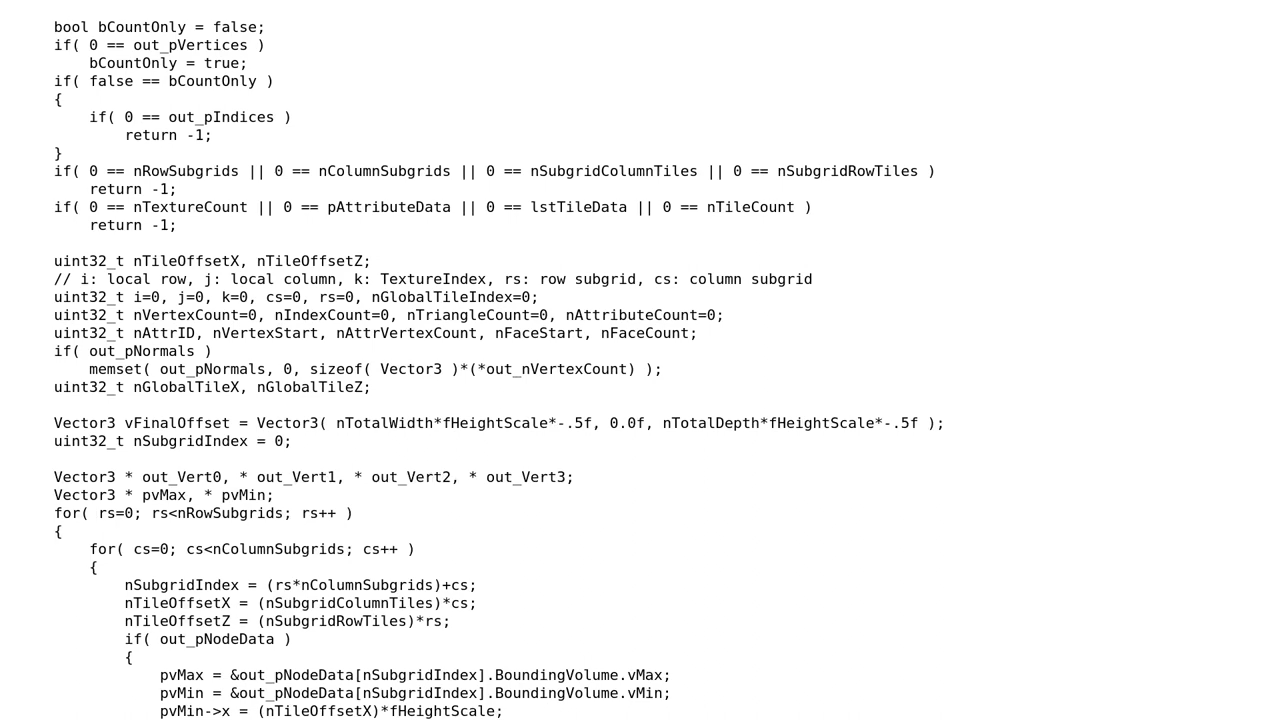 bool bCountOnly = false;
if( 0 == out_pVertices )
    bCountOnly = true;
if( false == bCountOnly )
{
    if( 0 == out_pIndices )
        return -1;
}
if( 0 == nRowSubgrids || 0 == nColumnSubgrids || 0 == nSubgridColumnTiles || 0 == nSubgridRowTiles )
    return -1;
if( 0 == nTextureCount || 0 == pAttributeData || 0 == lstTileData || 0 == nTileCount )
    return -1;

uint32_t nTileOffsetX, nTileOffsetZ;
// i: local row, j: local column, k: TextureIndex, rs: row subgrid, cs: column subgrid
uint32_t i=0, j=0, k=0, cs=0, rs=0, nGlobalTileIndex=0;
uint32_t nVertexCount=0, nIndexCount=0, nTriangleCount=0, nAttributeCount=0;
uint32_t nAttrID, nVertexStart, nAttrVertexCount, nFaceStart, nFaceCount;
if( out_pNormals )
    memset( out_pNormals, 0, sizeof( Vector3 )*(*out_nVertexCount) );
uint32_t nGlobalTileX, nGlobalTileZ;

Vector3 vFinalOffset = Vector3( nTotalWidth*fHeightScale*-.5f, 0.0f, nTotalDepth*fHeightScale*-.5f );
uint32_t nSubgridIndex = 0;

Vector3 * out_Vert0, * out_Vert1, * out_Vert2, * out_Vert3;
Vector3 * pvMax, * pvMin;
for( rs=0; rs<nRowSubgrids; rs++ )
{
    for( cs=0; cs<nColumnSubgrids; cs++ )
    {
        nSubgridIndex = (rs*nColumnSubgrids)+cs;
        nTileOffsetX = (nSubgridColumnTiles)*cs;
        nTileOffsetZ = (nSubgridRowTiles)*rs;
        if( out_pNodeData )
        {
            pvMax = &out_pNodeData[nSubgridIndex].BoundingVolume.vMax;
            pvMin = &out_pNodeData[nSubgridIndex].BoundingVolume.vMin;
            pvMin->x = (nTileOffsetX)*fHeightScale;